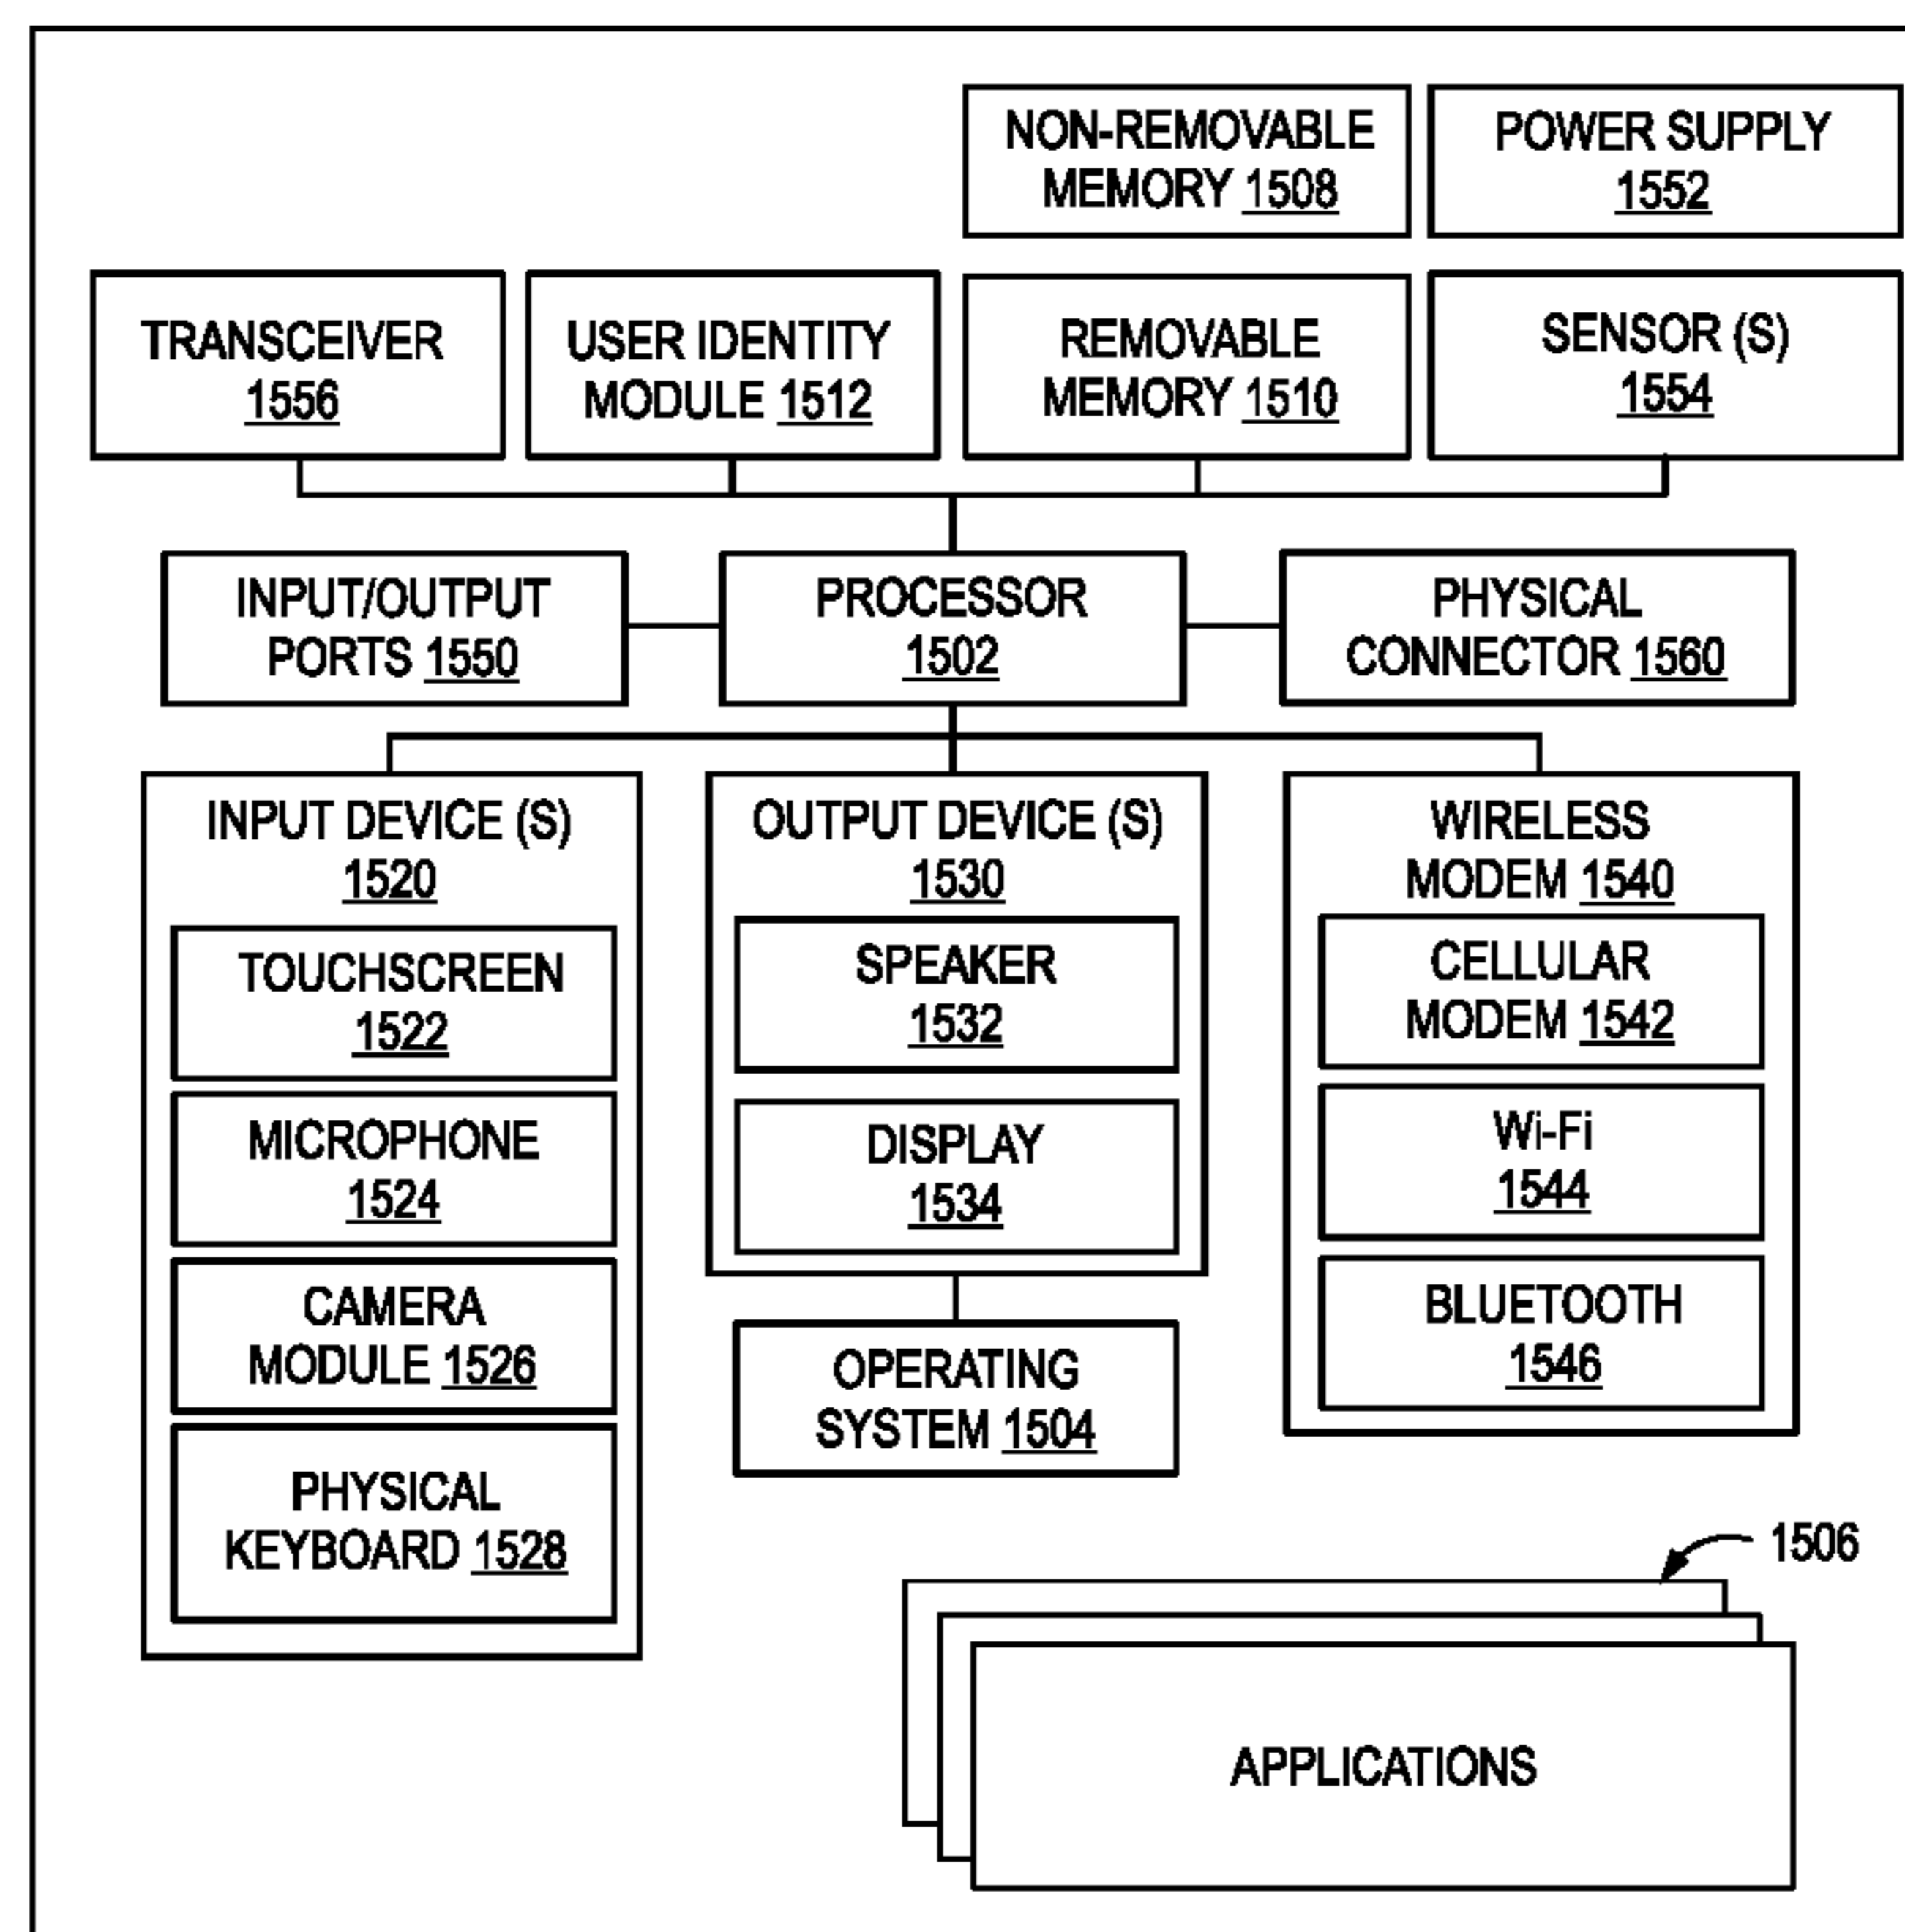 NON-REMOVABLE
MEMORY 1508
POWER SUPPLY
1552
TRANSCEIVER
1556
USER IDENTITY
MODULE 1512
REMOVABLE
MEMORY 1510
SENSOR (S)
1554
INPUT/OUTPUT
PORTS 1550
PROCESSOR
1502
PHYSICAL
CONNECTOR 1560
INPUT DEVICE (S)
1520
TOUCHSCREEN
1522
MICROPHONE
1524
CAMERA
MODULE 1526
PHYSICAL
KEYBOARD 1528
OUTPUT DEVICE (S)
1530
SPEAKER
1532
DISPLAY
1534
OPERATING
SYSTEM 1504
WIRELESS
MODEM 1540
CELLULAR
MODEM 1542
Wi-Fi
1544
BLUETOOTH
1546
1506
APPLICATIONS